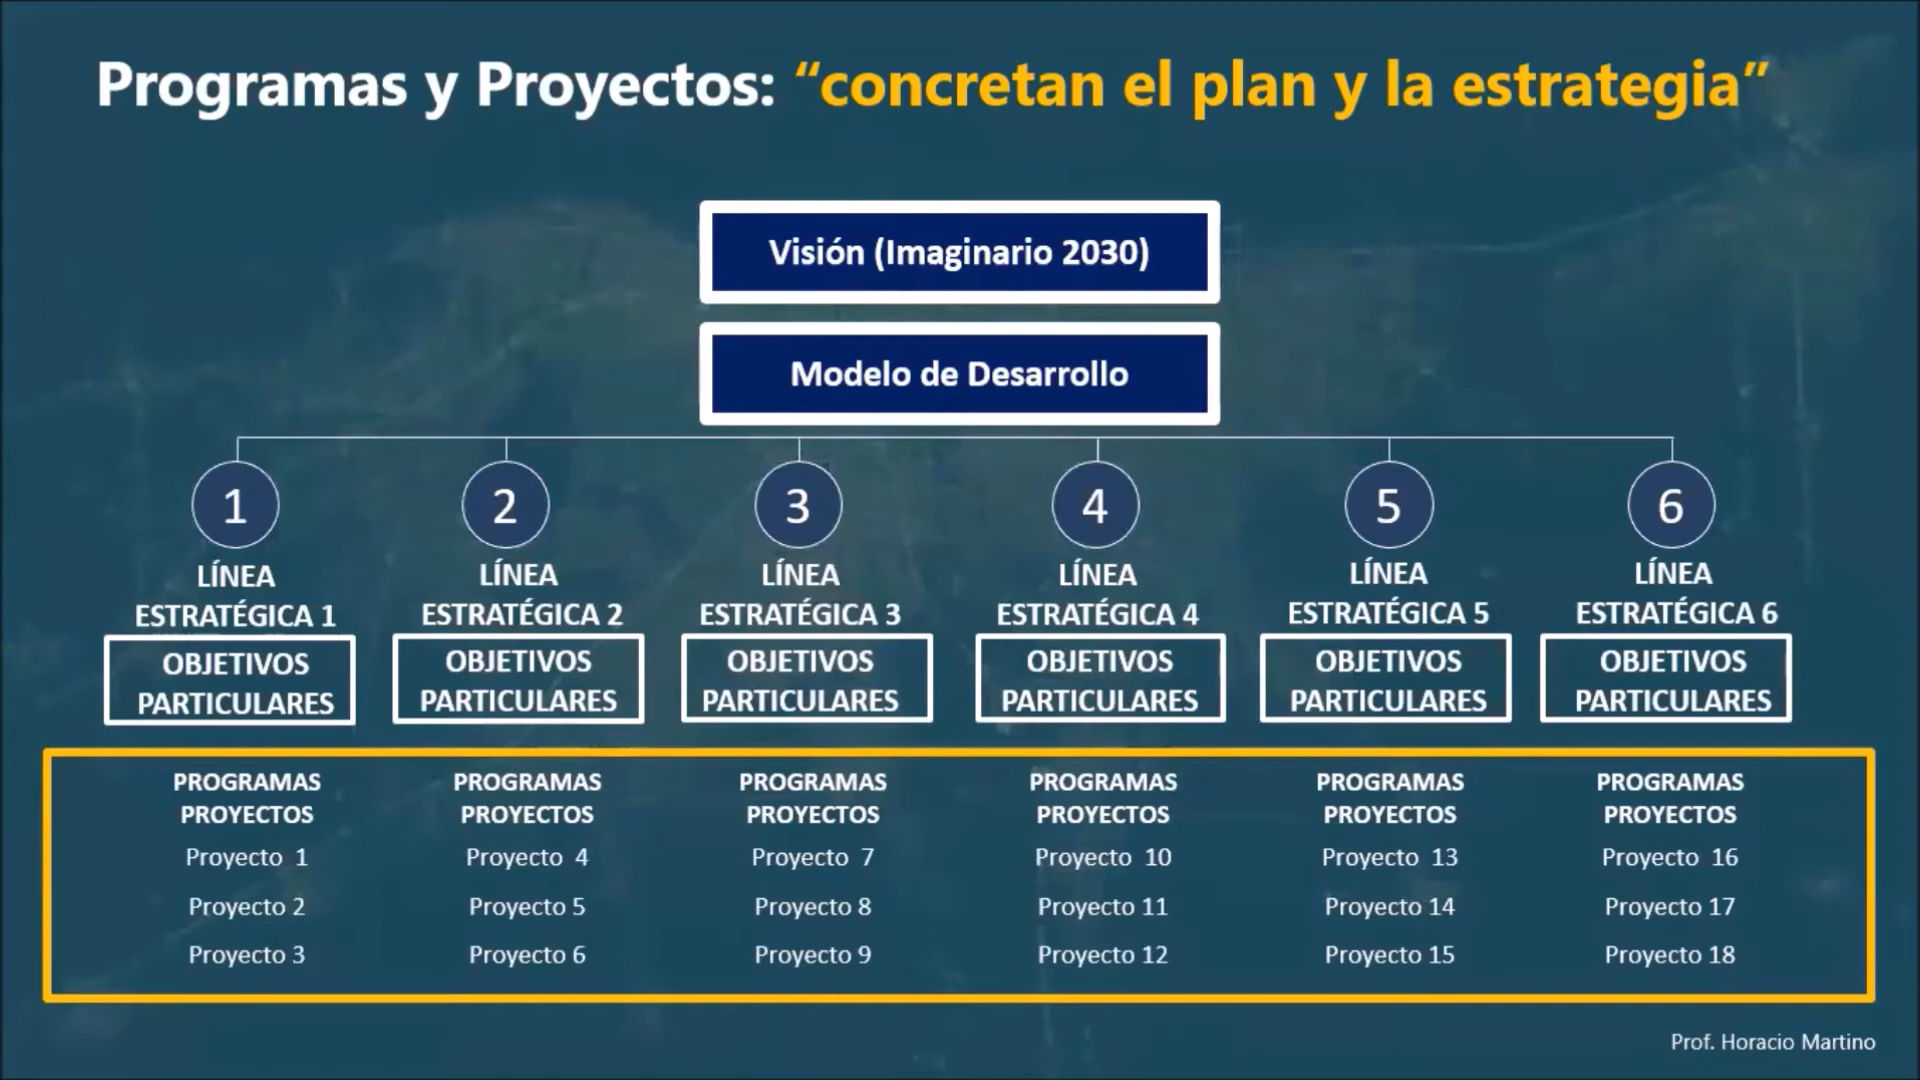 Programas y Proyectos: “concretan el plan y la estrategia”
Visión (Imaginario 2030)
Modelo de Desarrollo
1
LÍNEA
ESTRATÉGICA 1
OBJETIVOS
PARTICULARES
2
LÍNEA
ESTRATÉGICA 2
OBJETIVOS
PARTICULARES
3
LÍNEA
ESTRATÉGICA 3
OBJETIVOS
PARTICULARES
4
LÍNEA
ESTRATÉGICA 4
OBJETIVOS
PARTICULARES
5
LÍNEA
ESTRATÉGICA 5
OBJETIVOS
PARTICULARES
6
LÍNEA
ESTRATÉGICA 6
OBJETIVOS
PARTICULARES
PROGRAMAS
PROYECTOS
Proyecto 1
Proyecto 2
Proyecto 3
PROGRAMAS
PROYECTOS
Proyecto 4
Proyecto 5
Proyecto 6
PROGRAMAS
PROYECTOS
Proyecto 7
Proyecto 8
Proyecto 9
PROGRAMAS
PROYECTOS
Proyecto 10
Proyecto 11
Proyecto 12
PROGRAMAS
PROYECTOS
Proyecto 13
Proyecto 14
Proyecto 15
PROGRAMAS
PROYECTOS
Proyecto 16
Proyecto 17
Proyecto 18
Prof. Horacio Martino